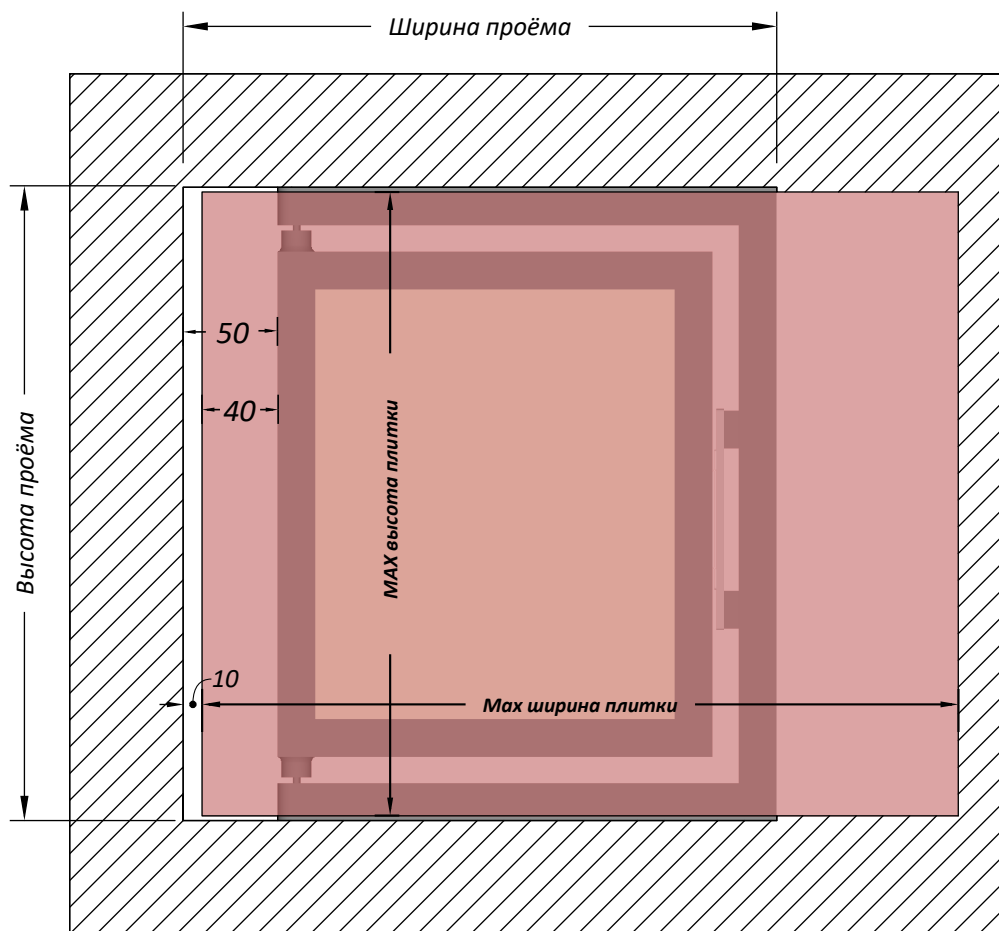 Ширина проёма
50
40
Высота проёма
MAX высота плитки
10
Max ширина плитки